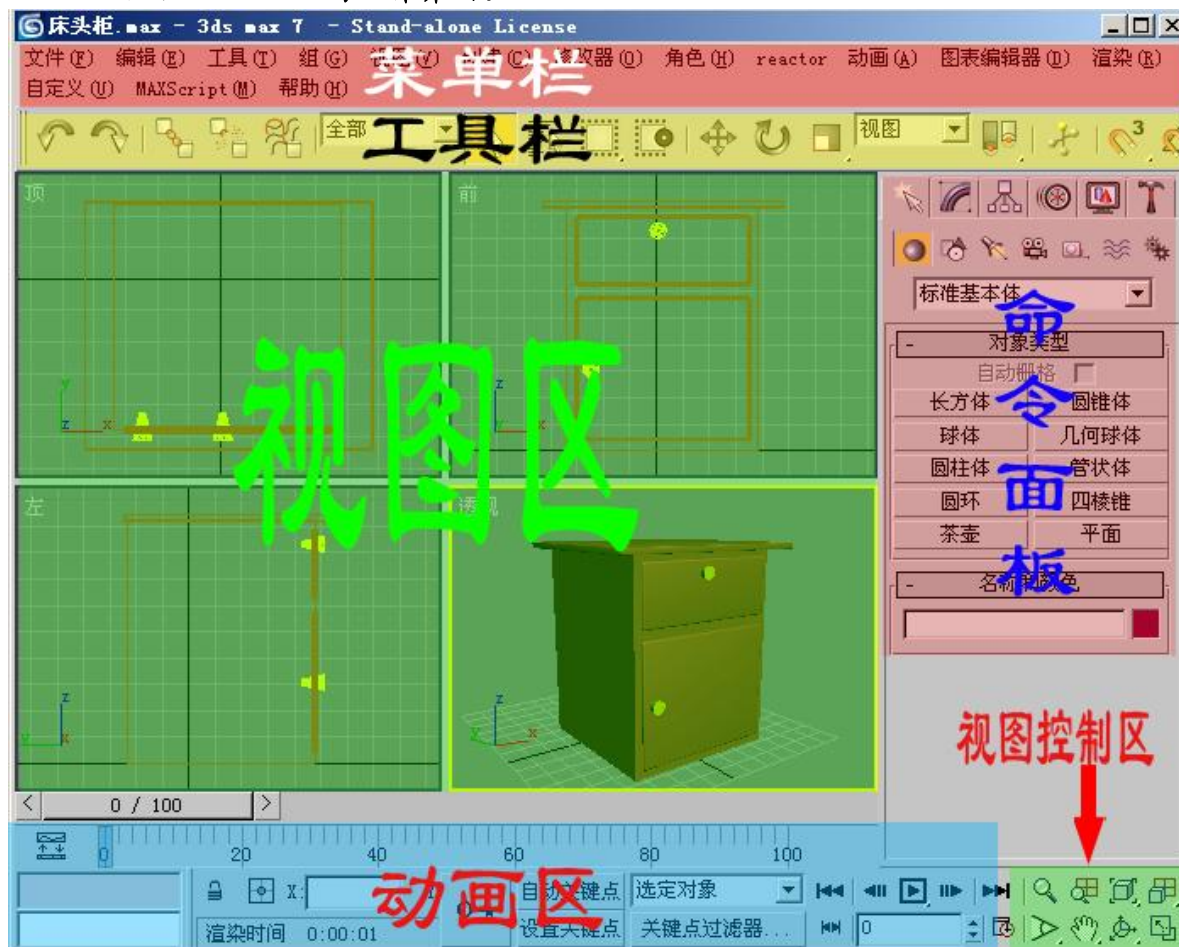 床头柜.max - 3ds max 7 - Stand-alone License
文件(F) 编辑(E) 工具(T) 组(G) 视图(V) (C) 修改器(O) 角色(H) reactor 动画(A) 图表编辑器(D) 渲染(R)
自定义(U) MAXScript(M) 帮助(H)
菜单栏
全部 视图 3
工具栏
顶 前
标准基本体
命令面板
- 对象类型
自动栅格
长方体 圆锥体
球体 几何球体
圆柱体 管状体
圆环 四棱锥
茶壶 平面
- 名称和颜色
视图区
左 透视
视图控制区
< 0 / 100 >
0 20 40 60 80 100
动画区
X: 自动关键点 选定对象
渲染时间 0:00:01 设置关键点 关键点过滤器... 0